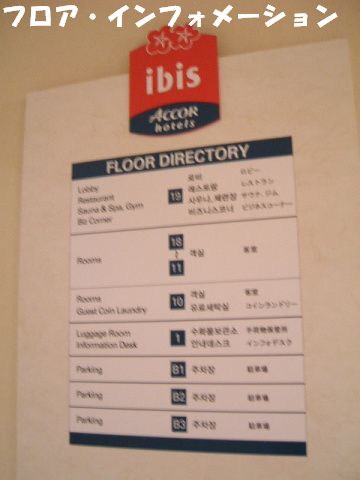 フロア・インフォメーション
ibis
ACCOR
hotels
FLOOR DIRECTORY
Lobby
Restaurant
Sauna & Spa, Gym
Biz Corner
19
로비
레스토랑
사우나, 헬란장
비즈니스코너
ロビー
レストラン
サウナ、ジム
ビジネスコーナー
Rooms
18
~
11
객실
客室
Rooms
Guest Coin Laundry
10
객실
유료세탁실
客室
コインランドリー
Luggage Room
Information Desk
1
수화물보관소
안내데스크
手荷物保管所
インフォデスク
Parking
B1
주차장
駐車場
Parking
B2
주차장
駐車場
Parking
B3
주차장
駐車場